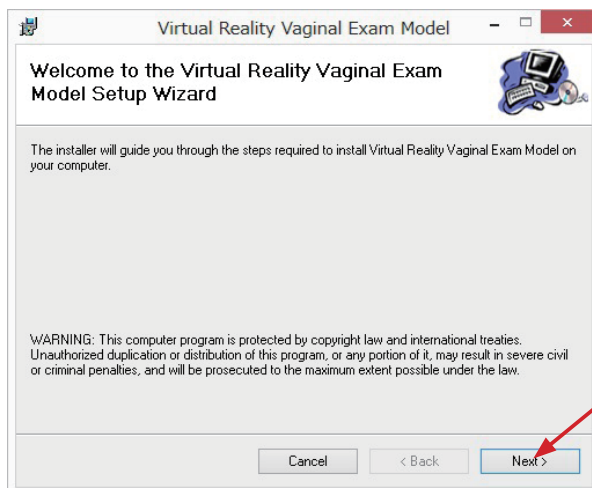 Virtual Reality Vaginal Exam Model
Welcome to the Virtual Reality Vaginal Exam
Model Setup Wizard
The installer will guide you through the steps required to install Virtual Reality Vaginal Exam Model on
your computer.
WARNING: This computer program is protected by copyright law and international treaties.
Unauthorized duplication or distribution of this program, or any portion of it, may result in severe civil
or criminal penalties, and will be prosecuted to the maximum extent possible under the law.
Cancel
< Back
Next >